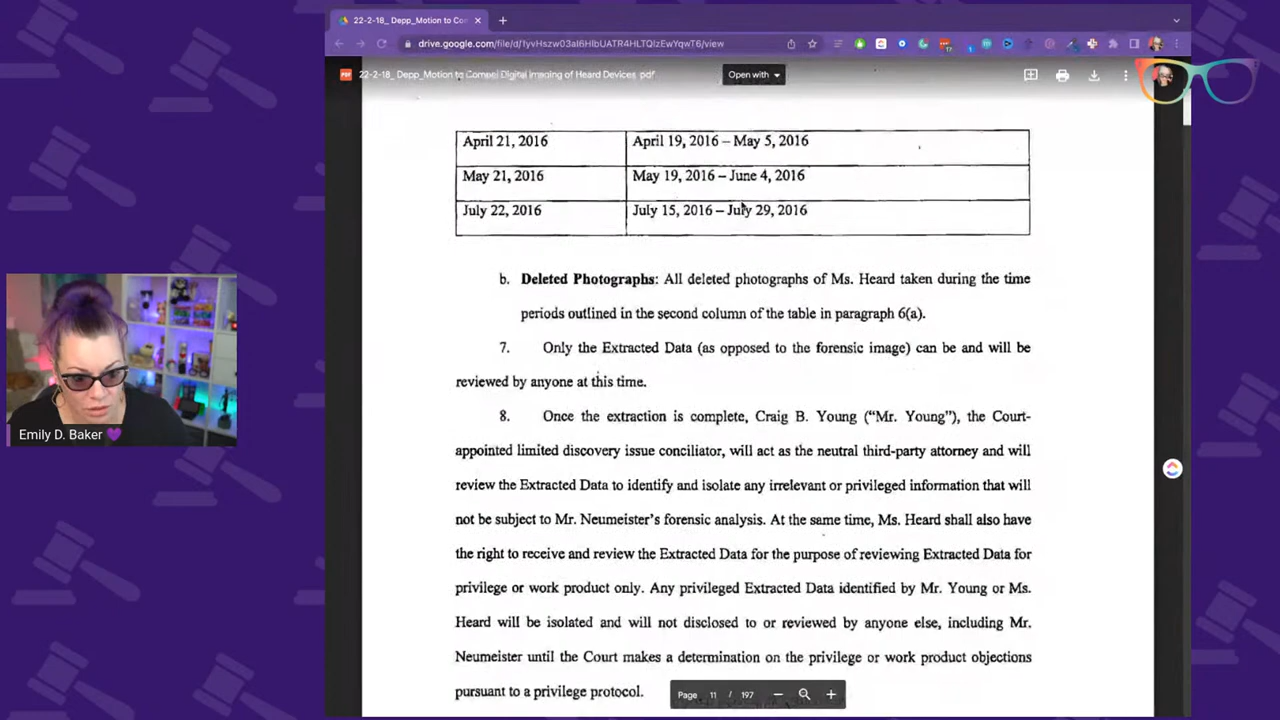 22-2-18_ Depp_Motion to Com
drive.google.com/file/d/1yvHszw03al6HlbUATR4HLTQlzEwYqwT6/view
PDF 22-2-18_ Depp_Motion to Compel Digital Imaging of Heard Devices .pdf
Open with
April 21, 2016 April 19, 2016 – May 5, 2016
May 21, 2016 May 19, 2016 – June 4, 2016
July 22, 2016 July 15, 2016 – July 29, 2016
b. Deleted Photographs: All deleted photographs of Ms. Heard taken during the time
periods outlined in the second column of the table in paragraph 6(a).
7. Only the Extracted Data (as opposed to the forensic image) can be and will be
reviewed by anyone at this time.
8. Once the extraction is complete, Craig B. Young (“Mr. Young”), the Court-
appointed limited discovery issue conciliator, will act as the neutral third-party attorney and will
review the Extracted Data to identify and isolate any irrelevant or privileged information that will
not be subject to Mr. Neumeister’s forensic analysis. At the same time, Ms. Heard shall also have
the right to receive and review the Extracted Data for the purpose of reviewing Extracted Data for
privilege or work product only. Any privileged Extracted Data identified by Mr. Young or Ms.
Heard will be isolated and will not disclosed to or reviewed by anyone else, including Mr.
Neumeister until the Court makes a determination on the privilege or work product objections
pursuant to a privilege protocol.
Page 11 / 197
Emily D. Baker 💜